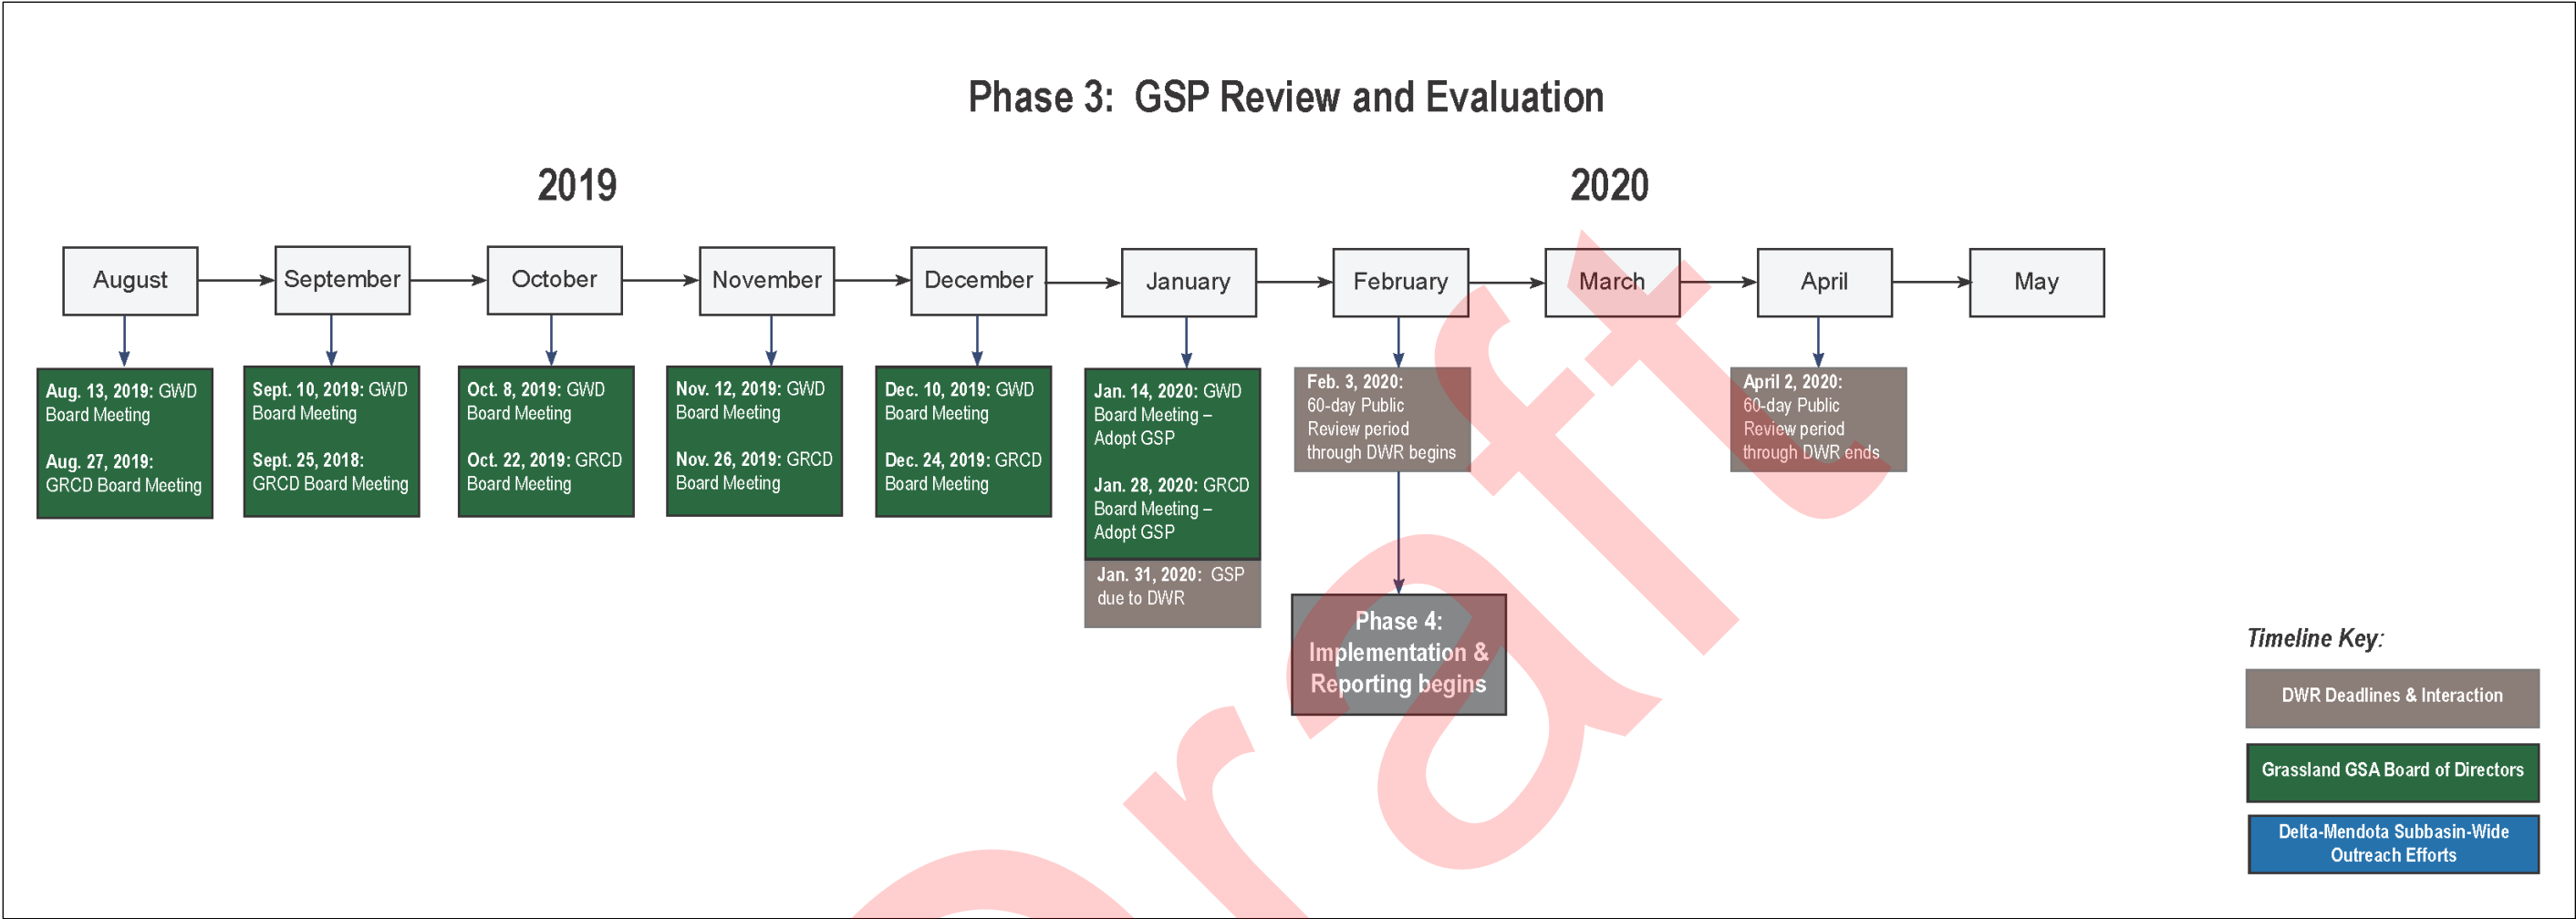 Phase 3: GSP Review and Evaluation
2019
2020
August
September
October
November
December
January
February
March
April
May
Aug. 13, 2019: GWD
Board Meeting
Aug. 27, 2019:
GRCD Board Meeting
Sept. 10, 2019: GWD
Board Meeting
Sept. 25, 2018:
GRCD Board Meeting
Oct. 8, 2019: GWD
Board Meeting
Oct. 22, 2019: GRCD
Board Meeting
Nov. 12, 2019: GWD
Board Meeting
Nov. 26, 2019: GRCD
Board Meeting
Dec. 10, 2019: GWD
Board Meeting
Dec. 24, 2019: GRCD
Board Meeting
Jan. 14, 2020: GWD
Board Meeting –
Adopt GSP
Jan. 28, 2020: GRCD
Board Meeting –
Adopt GSP
Jan. 31, 2020: GSP
due to DWR
Feb. 3, 2020:
60-day Public
Review period
through DWR begins
April 2, 2020:
60-day Public
Review period
through DWR ends
Phase 4:
Implementation &
Reporting begins
Timeline Key:
DWR Deadlines & Interaction
Grassland GSA Board of Directors
Delta-Mendota Subbasin-Wide
Outreach Efforts
Draft